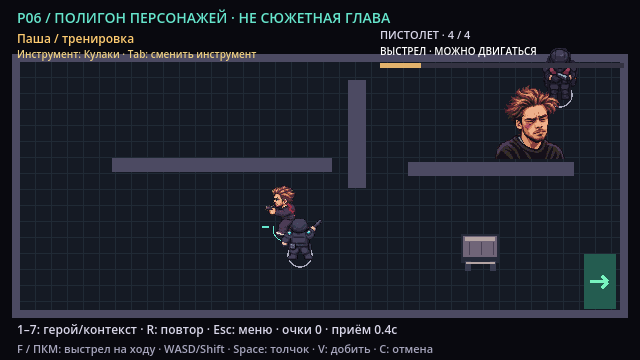 P06 / ПОЛИГОН ПЕРСОНАЖЕЙ · НЕ СЮЖЕТНАЯ ГЛАВА
Паша / тренировка
Инструмент: Кулаки · Tab: сменить инструмент
ПИСТОЛЕТ · 4 / 4
ВЫСТРЕЛ · МОЖНО ДВИГАТЬСЯ
1–7: герой/контекст · R: повтор · Esc: меню · очки 0 · приём 0.4с
F / ПКМ: выстрел на ходу · WASD/Shift · Space: толчок · V: добить · C: отмена